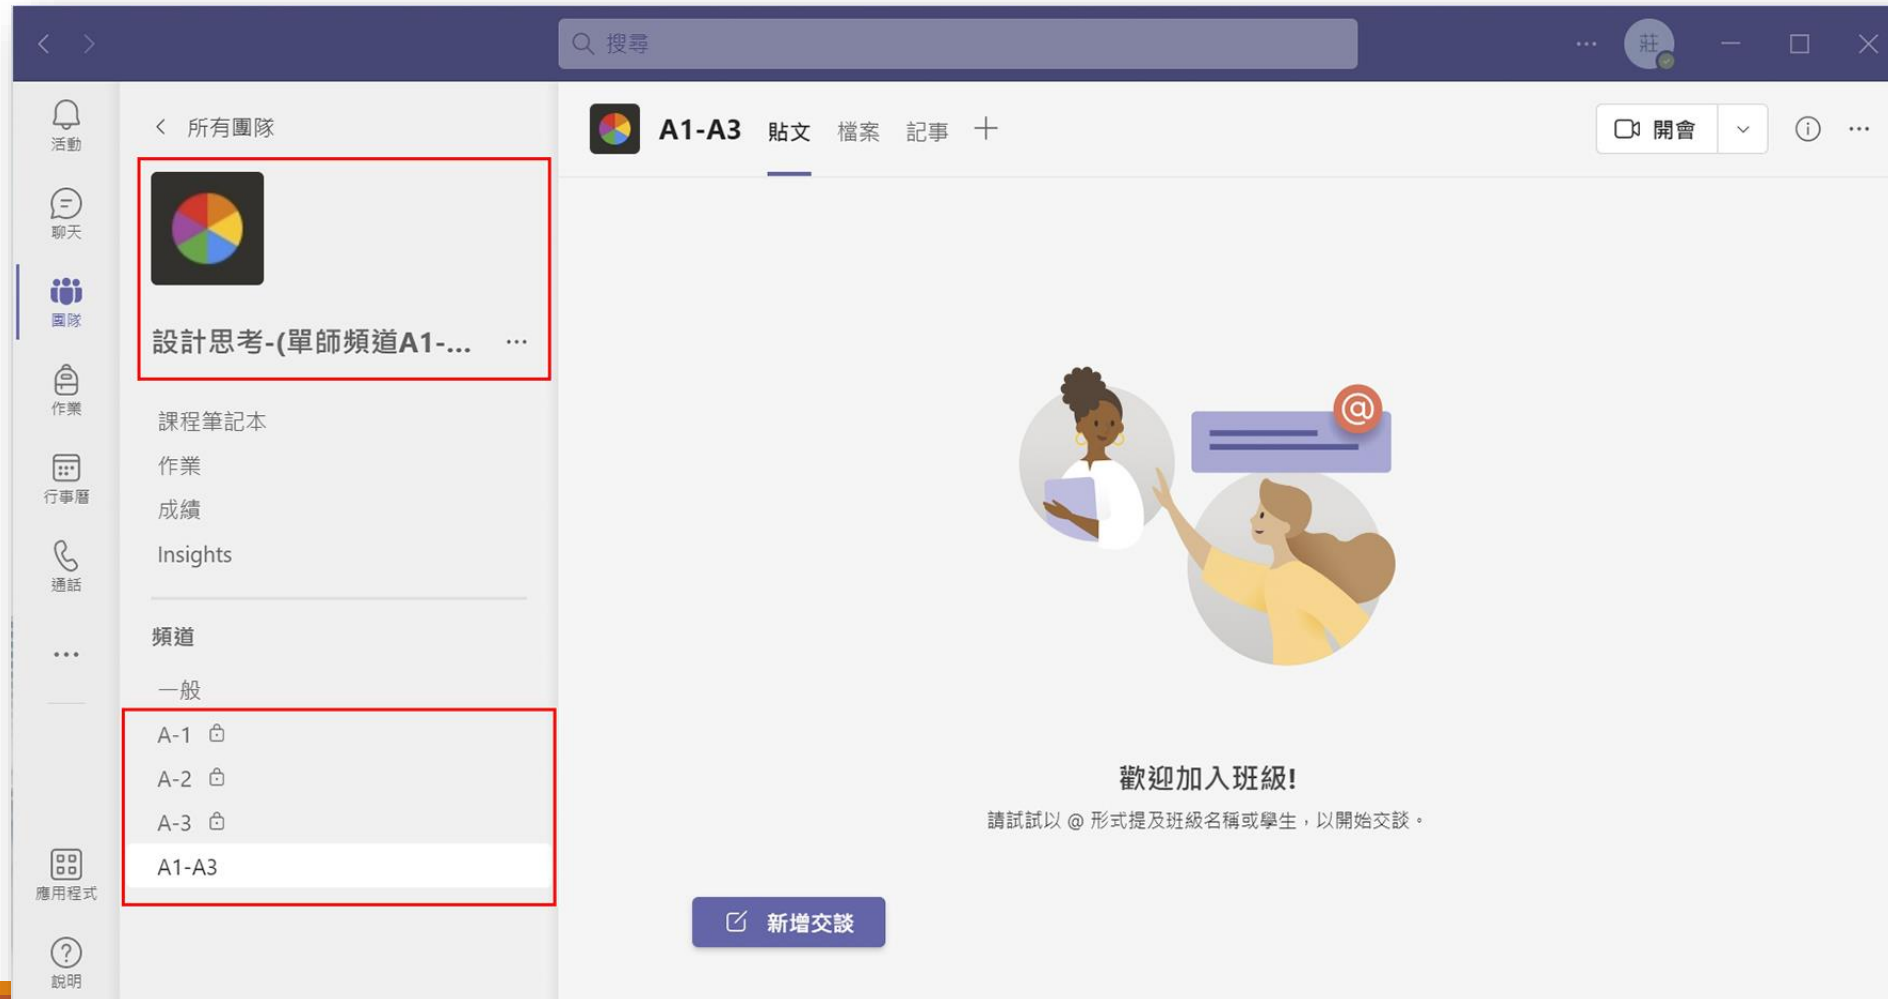 搜尋
莊
活動
聊天
團隊
作業
行事曆
通話
應用程式
說明
所有團隊
設計思考-(單師頻道A1-...
課程筆記本
作業
成績
Insights
頻道
一般
A-1
A-2
A-3
A1-A3
A1-A3 貼文 檔案 記事
開會
@
歡迎加入班級!
請試試以 @ 形式提及班級名稱或學生，以開始交談。
新增交談